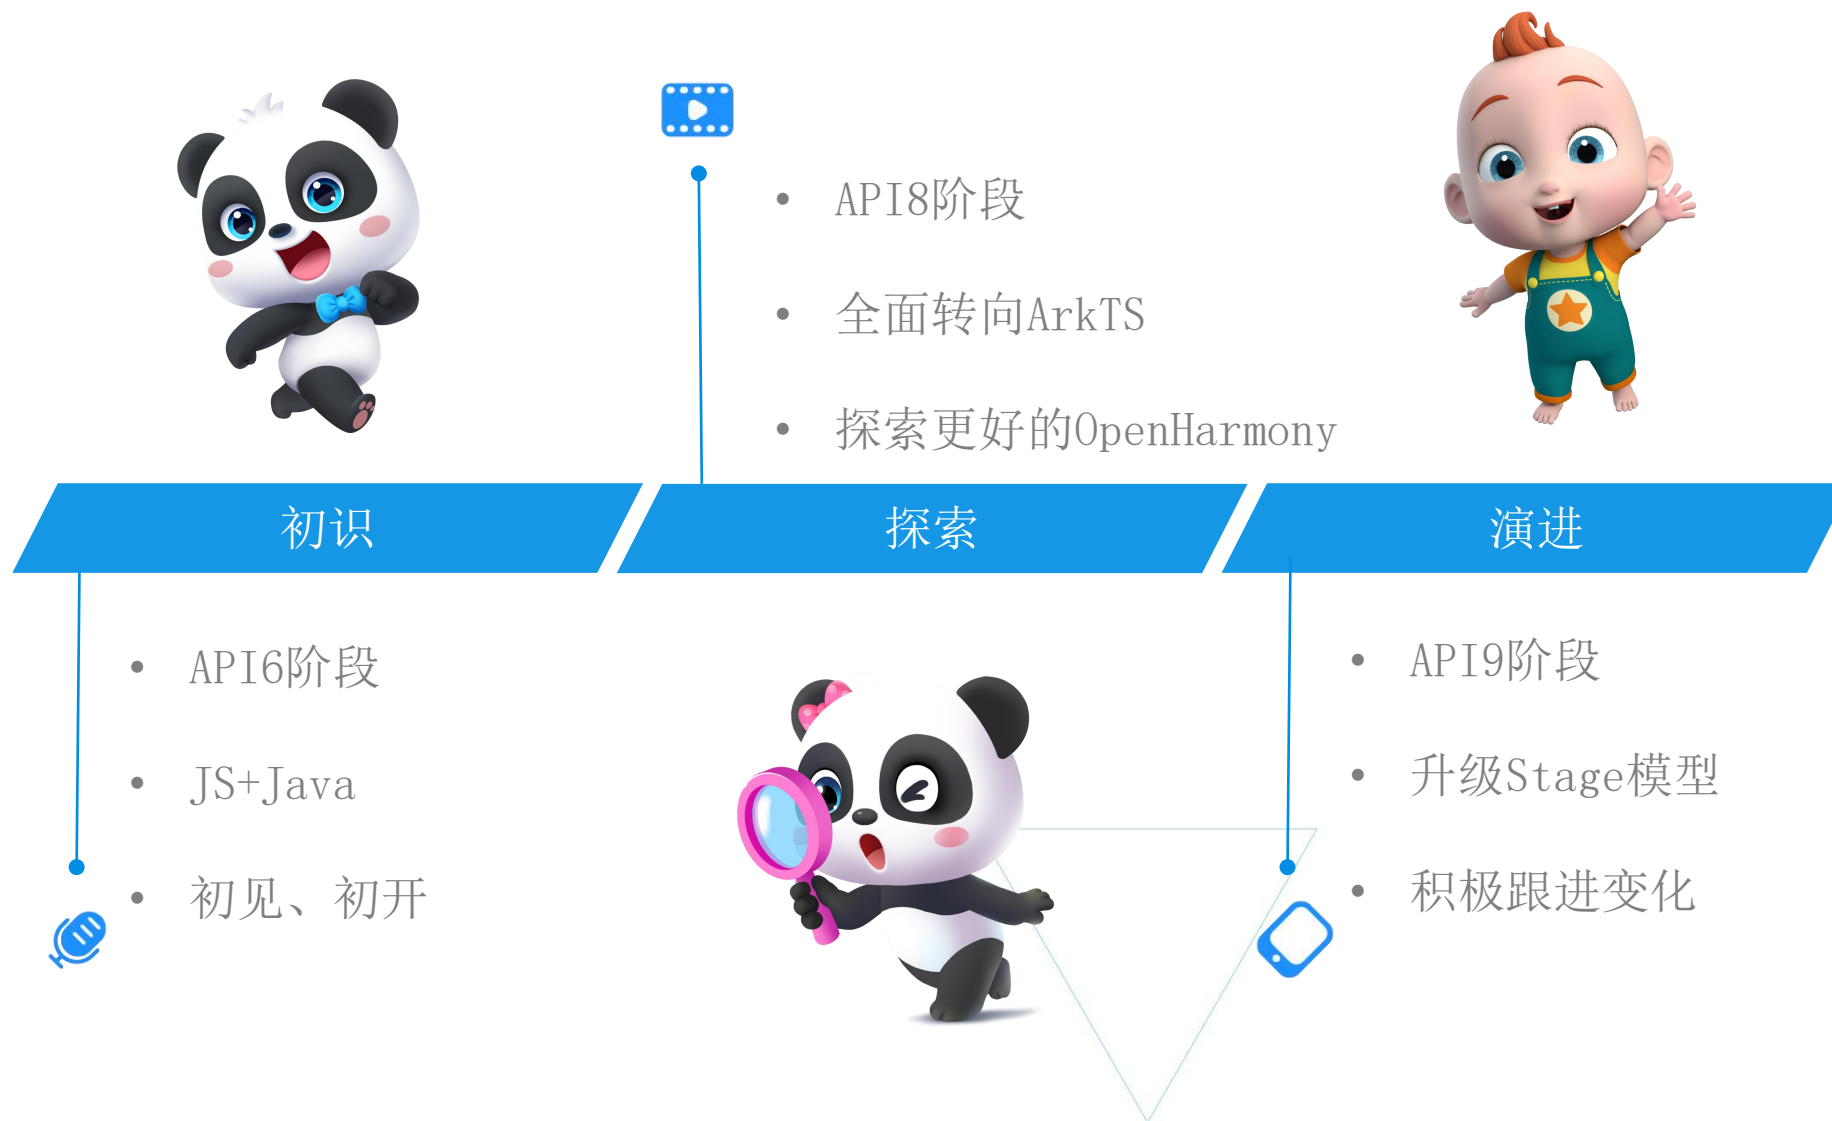 • API8阶段
• 全面转向ArkTS
• 探索更好的OpenHarmony
初识
探索
演进
• API6阶段
• JS+Java
• 初见、初开
• API9阶段
• 升级Stage模型
• 积极跟进变化